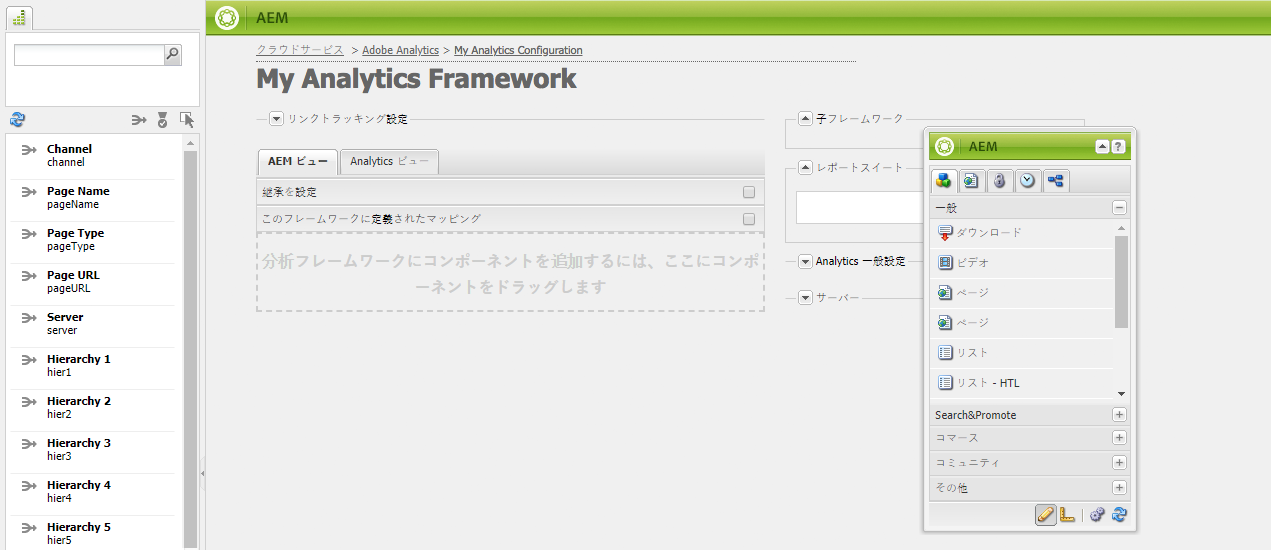 AEM
クラウドサービス > Adobe Analytics > My Analytics Configuration
My Analytics Framework
Channel
channel
Page Name
pageName
Page Type
pageType
Page URL
pageURL
Server
server
Hierarchy 1
hier1
Hierarchy 2
hier2
Hierarchy 3
hier3
Hierarchy 4
hier4
Hierarchy 5
hier5
リンクトラッキング設定
AEM ビュー
Analytics ビュー
継承を設定
このフレームワークに定義されたマッピング
分析フレームワークにコンポーネントを追加するには、ここにコンポ
ーネントをドラッグします
子フレームワーク
レポートスイート
Analytics 一般設定
サーバー
AEM
?
一般
ダウンロード
ビデオ
ページ
ページ
リスト
リスト - HTL
Search&Promote
コマース
コミュニティ
その他